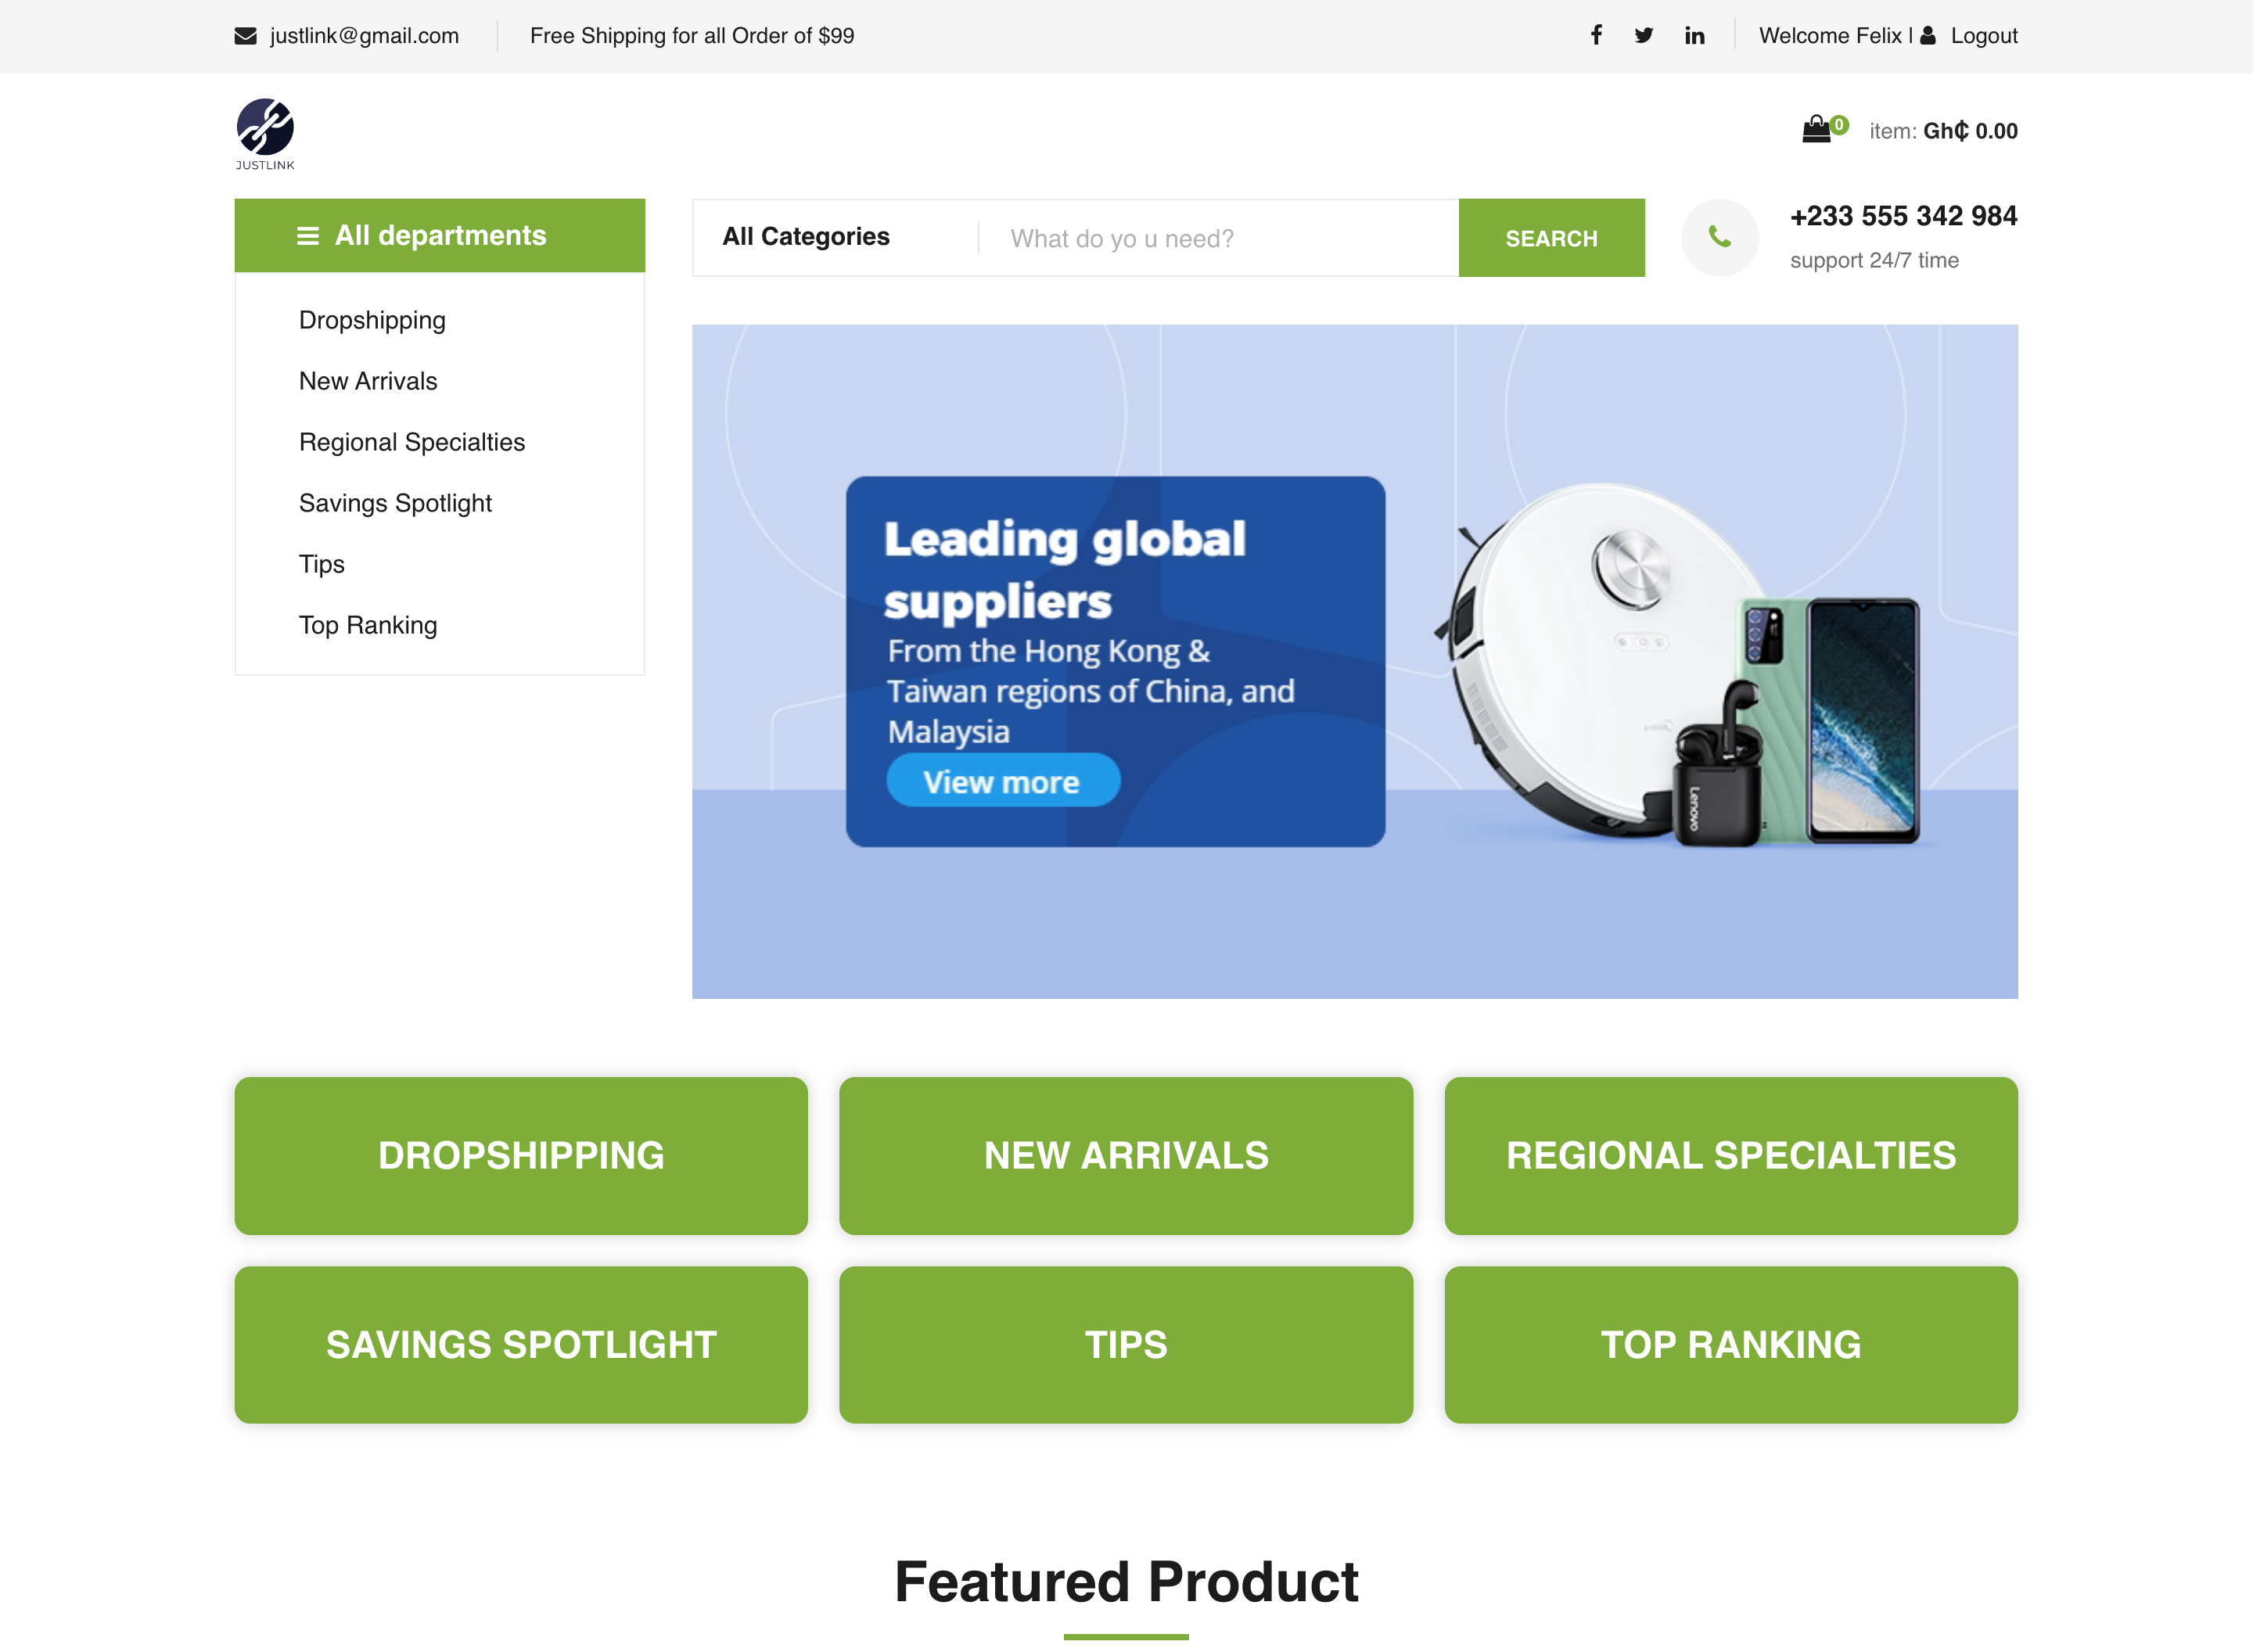 justlink@gmail.com
Free Shipping for all Order of $99
Welcome Felix | Logout
JUSTLINK
0
item: Gh₵ 0.00
All departments
All Categories
What do yo u need?
SEARCH
+233 555 342 984
support 24/7 time
Dropshipping
New Arrivals
Regional Specialties
Savings Spotlight
Tips
Top Ranking
Leading global
suppliers
From the Hong Kong &
Taiwan regions of China, and
Malaysia
View more
Lenovo
DROPSHIPPING
NEW ARRIVALS
REGIONAL SPECIALTIES
SAVINGS SPOTLIGHT
TIPS
TOP RANKING
Featured Product